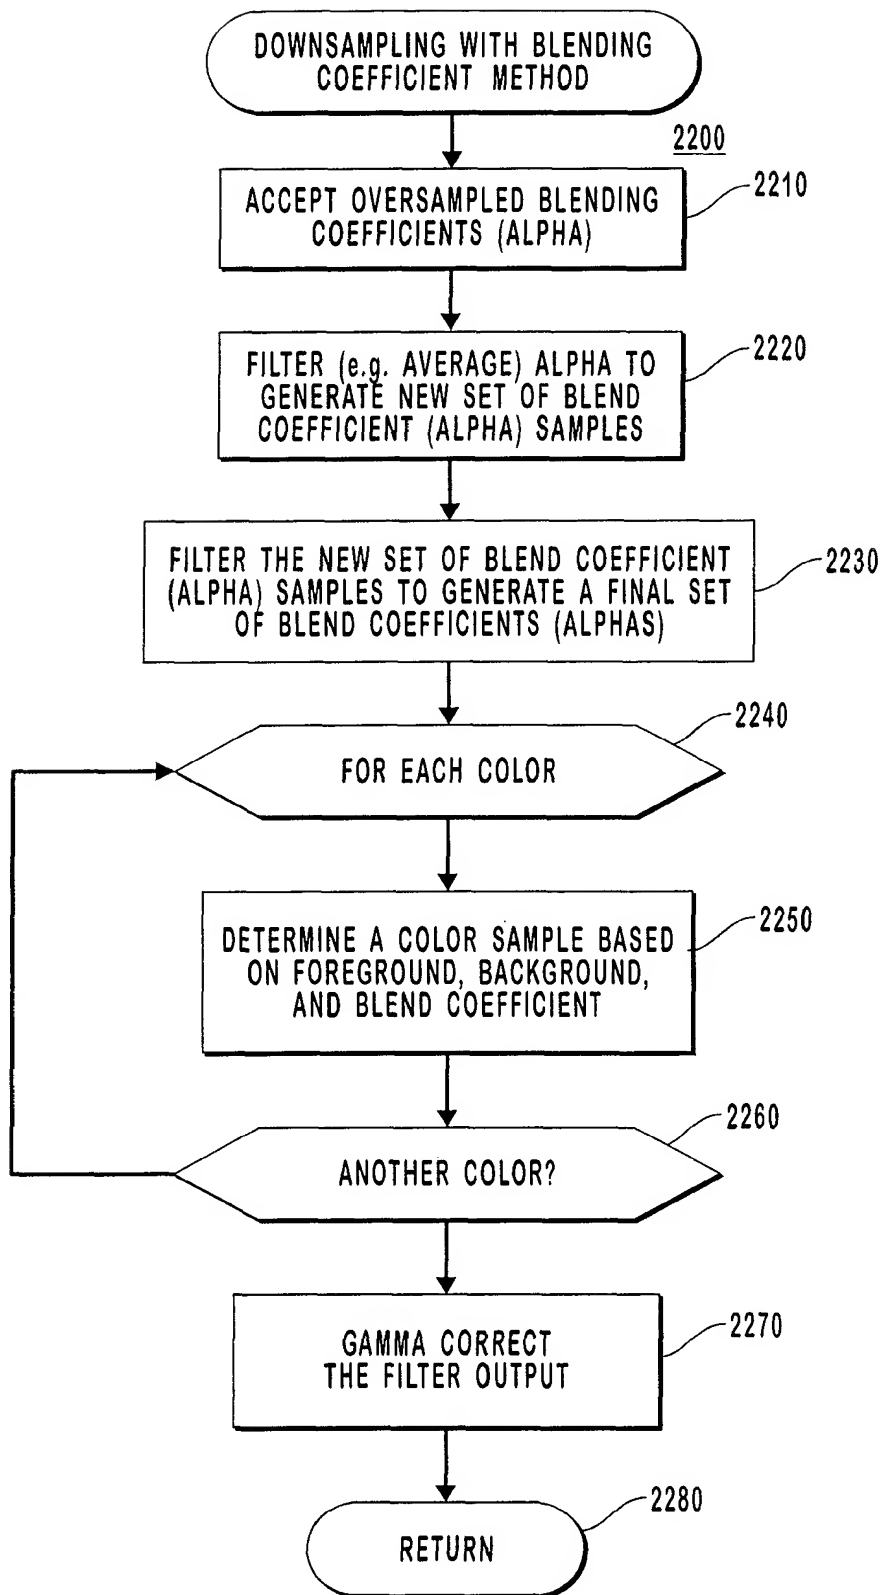 DOWNSAMPLING WITH BLENDING
COEFFICIENT METHOD
2200
2210
ACCEPT OVERSAMPLED BLENDING
COEFFICIENTS (ALPHA)
2220
FILTER (e.g. AVERAGE) ALPHA TO
GENERATE NEW SET OF BLEND
COEFFICIENT (ALPHA) SAMPLES
2230
FILTER THE NEW SET OF BLEND COEFFICIENT
(ALPHA) SAMPLES TO GENERATE A FINAL SET
OF BLEND COEFFICIENTS (ALPHAS)
2240
FOR EACH COLOR
2250
DETERMINE A COLOR SAMPLE BASED
ON FOREGROUND, BACKGROUND,
AND BLEND COEFFICIENT
2260
ANOTHER COLOR?
2270
GAMMA CORRECT
THE FILTER OUTPUT
2280
RETURN